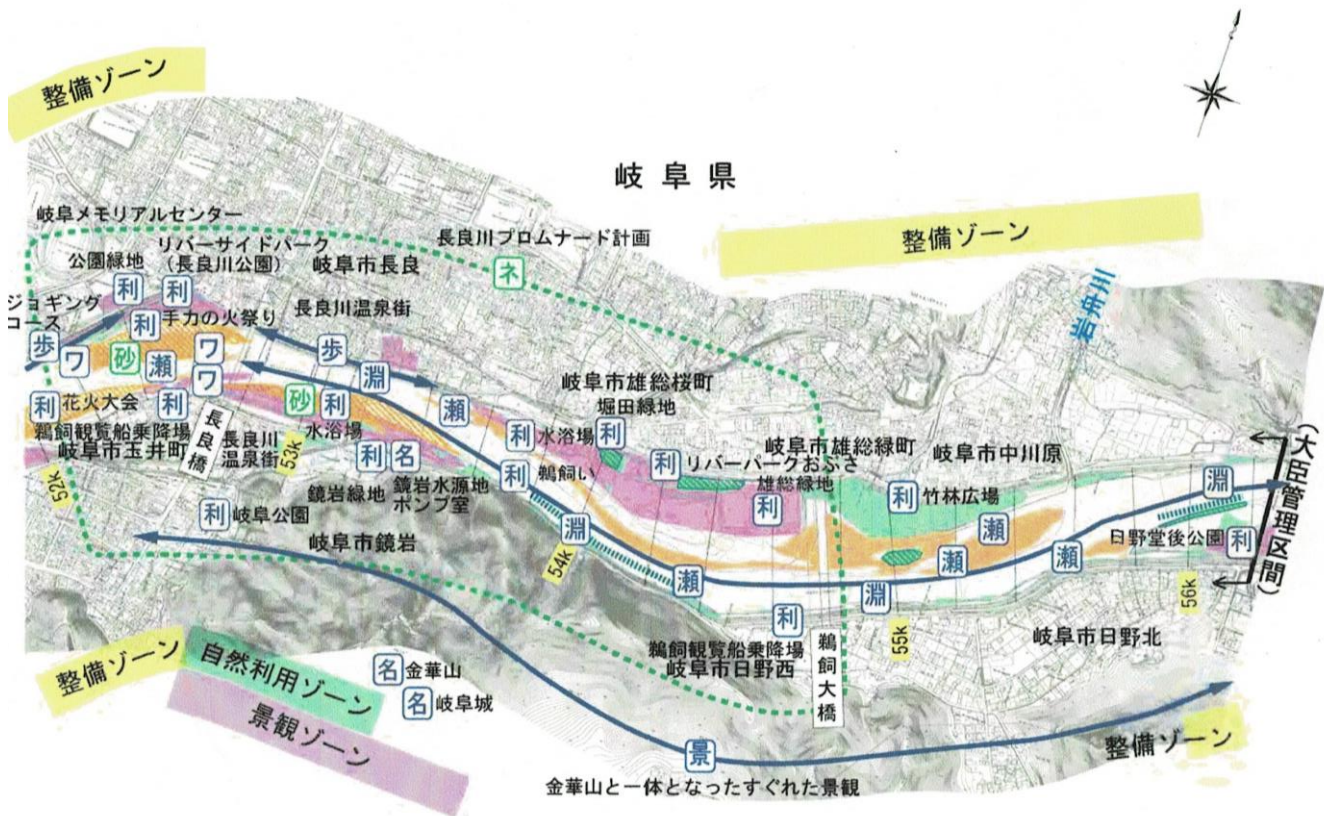 整備ゾーン
岐阜県
岐阜メモリアルセンター
リバーサイドパーク
(長良川公園)
公園緑地
岐阜市長良
長良川プロムナード計画
整備ゾーン
ネ
岩舟川
利
利
ジョギング
コース
利
手力の火祭り
長良川温泉街
歩
ワ
砂
瀬
ワ
ワ
歩
淵
瀬
岐阜市雄総桜町
堀田緑地
利
花火大会
利
砂
利
水浴場
利
水浴場
利
鵜飼観覧船乗降場
岐阜市玉井町
長良橋
長良川
温泉街
53k
利
名
利
鵜飼い
利
リバーパークおぶさ
岐阜市雄総緑町
岐阜市中川原
雄総緑地
利
利
竹林広場
淵
(大臣管理区間)
52k
鏡岩緑地
鏡岩水源地
ポンプ室
利
岐阜公園
岐阜市鏡岩
54k
淵
瀬
淵
瀬
瀬
瀬
日野堂後公園
利
56k
利
鵜飼観覧船乗降場
岐阜市日野西
鵜飼大橋
55k
岐阜市日野北
整備ゾーン
自然利用ゾーン
景観ゾーン
名
金華山
名
岐阜城
景
金華山と一体となったすぐれた景観
整備ゾーン